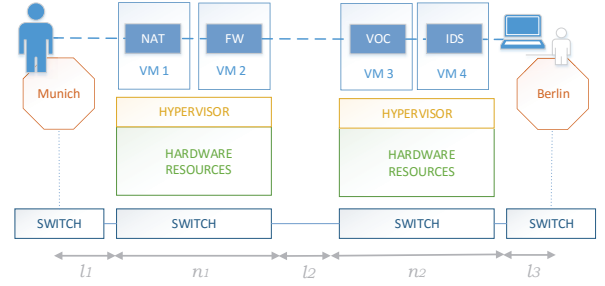 NAT FW VOC IDS
VM 1 VM 2 VM 3 VM 4
Munich Berlin
HYPERVISOR HYPERVISOR
HARDWARE RESOURCES HARDWARE RESOURCES
SWITCH SWITCH SWITCH SWITCH
l1 n1 l2 n2 l3